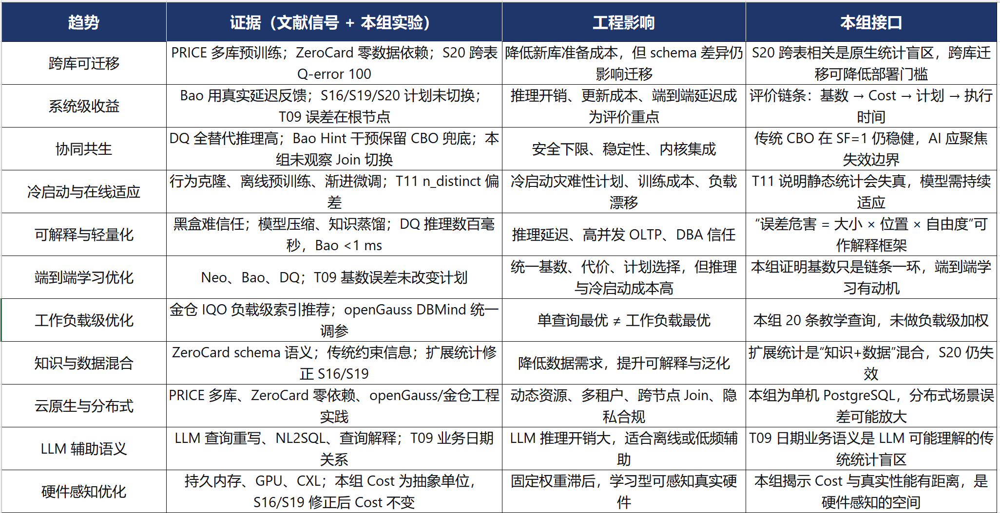 趋势
证据（文献信号 + 本组实验）
工程影响
本组接口
跨库可迁移
PRICE 多库预训练；ZeroCard 零数据依赖；S20 跨表
Q-error 100
降低新库准备成本，但 schema 差异仍
影响迁移
S20 跨表相关是原生统计盲区，跨库迁
移可降低部署门槛
系统级收益
Bao 用真实延迟反馈；S16/S19/S20 计划未切换；
T09 误差在根节点
推理开销、更新成本、端到端延迟成
为评价重点
评价链条：基数 → Cost → 计划 → 执行
时间
协同共生
DQ 全替代推理高；Bao Hint 干预保留 CBO 兜底；本
组未观察 Join 切换
安全下限、稳定性、内核集成
传统 CBO 在 SF=1 仍稳健，AI 应聚焦
失效边界
冷启动与在线适应
行为克隆、离线预训练、渐进微调；T11 n_distinct 偏
差
冷启动灾难性计划、训练成本、负载
漂移
T11 说明静态统计会失真，模型需持续
适应
可解释与轻量化
黑盒难信任；模型压缩、知识蒸馏；DQ 推理数百毫
秒，Bao <1 ms
推理延迟、高并发 OLTP、DBA 信任
“误差危害 = 大小 × 位置 × 自由度”可
作解释框架
端到端学习优化
Neo、Bao、DQ；T09 基数误差未改变计划
统一基数、代价、计划选择，但推理
与冷启动成本高
本组证明基数只是链条一环，端到端学
习有动机
工作负载级优化
金仓 IQO 负载级索引推荐；openGauss DBMind 统一
调参
单查询最优 ≠ 工作负载最优
本组 20 条教学查询，未做负载级加权
知识与数据混合
ZeroCard schema 语义；传统约束信息；扩展统计修
正 S16/S19
降低数据需求，提升可解释与泛化
扩展统计是“知识+数据”混合，S20 仍失
效
云原生与分布式
PRICE 多库、ZeroCard 零依赖、openGauss/金仓工程
实践
动态资源、多租户、跨节点 Join、隐
私合规
本组为单机 PostgreSQL，分布式场景误
差可能放大
LLM 辅助语义
LLM 查询重写、NL2SQL、查询解释；T09 业务日期
关系
LLM 推理开销大，适合离线或低频辅
助
T09 日期业务语义是 LLM 可能理解的传
统统计盲区
硬件感知优化
持久内存、GPU、CXL；本组 Cost 为抽象单位，
S16/S19 修正后 Cost 不变
固定权重滞后，学习型可感知真实硬
件
本组揭示 Cost 与真实性能有距离，是
硬件感知的空间